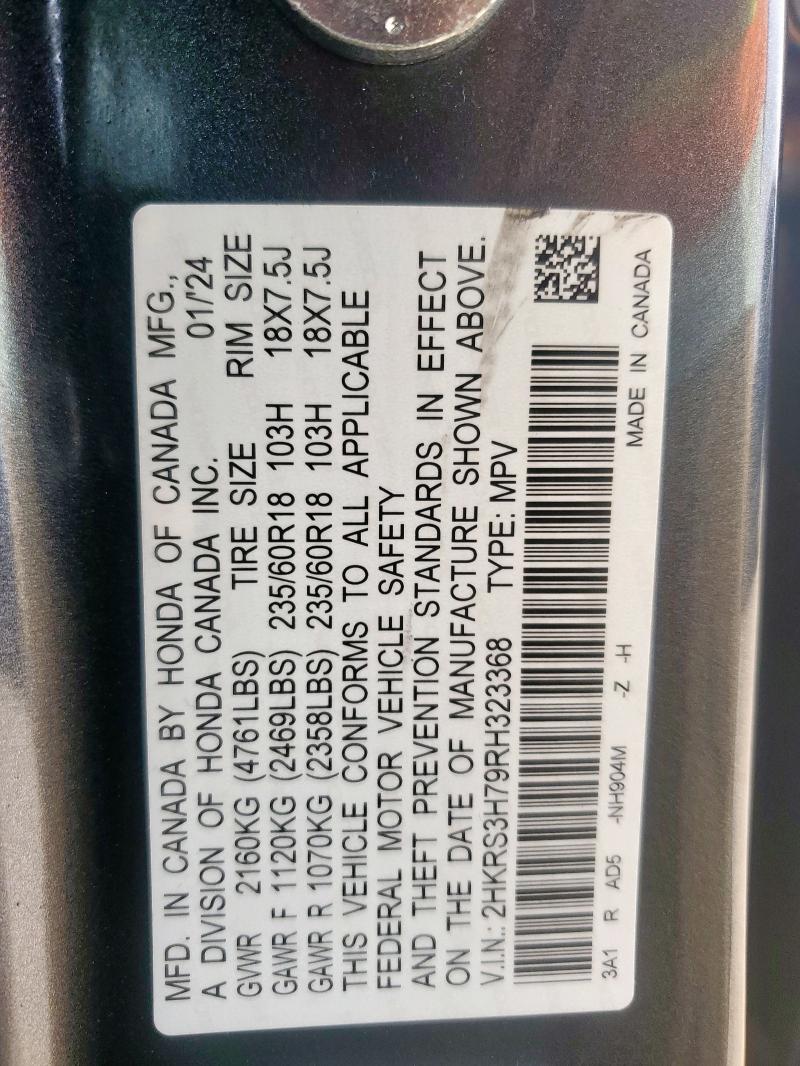 MFD. IN CANADA BY HONDA OF CANADA MFG.,
A DIVISION OF HONDA CANADA INC. 01/'24
GVWR 2160KG (4761LBS) TIRE SIZE RIM SIZE
GAWR F 1120KG (2469LBS) 235/60R18 103H 18X7.5J
GAWR R 1070KG (2358LBS) 235/60R18 103H 18X7.5J
THIS VEHICLE CONFORMS TO ALL APPLICABLE
FEDERAL MOTOR VEHICLE SAFETY
AND THEFT PREVENTION STANDARDS IN EFFECT
ON THE DATE OF MANUFACTURE SHOWN ABOVE.
V.I.N.: 2HKRS3H79RH323368 TYPE: MPV
3A1 R AD5 -NH904M -Z -H MADE IN CANADA